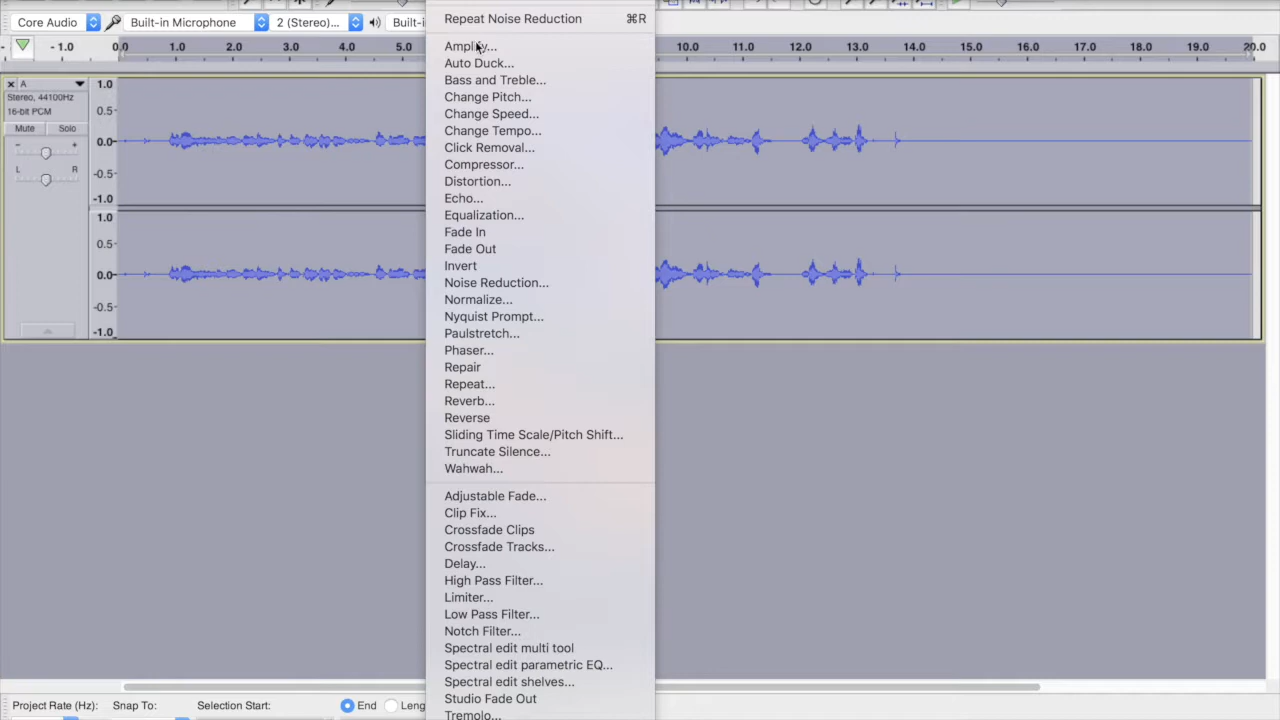 Repeat Noise Reduction ⌘R
Core Audio Built-in Microphone 2 (Stereo)... Built-i
- 1.0 0.0 1.0 2.0 3.0 4.0 5.0 10.0 11.0 12.0 13.0 14.0 15.0 16.0 17.0 18.0 19.0 20.0
× A
Stereo, 44100Hz
16-bit PCM
Mute Solo
- +
L R
1.0
0.5-
0.0-
-0.5-
-1.0
1.0
0.5-
0.0-
-0.5-
-1.0
Amplify...
Auto Duck...
Bass and Treble...
Change Pitch...
Change Speed...
Change Tempo...
Click Removal...
Compressor...
Distortion...
Echo...
Equalization...
Fade In
Fade Out
Invert
Noise Reduction...
Normalize...
Nyquist Prompt...
Paulstretch...
Phaser...
Repair
Repeat...
Reverb...
Reverse
Sliding Time Scale/Pitch Shift...
Truncate Silence...
Wahwah...
Adjustable Fade...
Clip Fix...
Crossfade Clips
Crossfade Tracks...
Delay...
High Pass Filter...
Limiter...
Low Pass Filter...
Notch Filter...
Spectral edit multi tool
Spectral edit parametric EQ...
Spectral edit shelves...
Studio Fade Out
Tremolo...
Project Rate (Hz): Snap To: Selection Start: End Leng